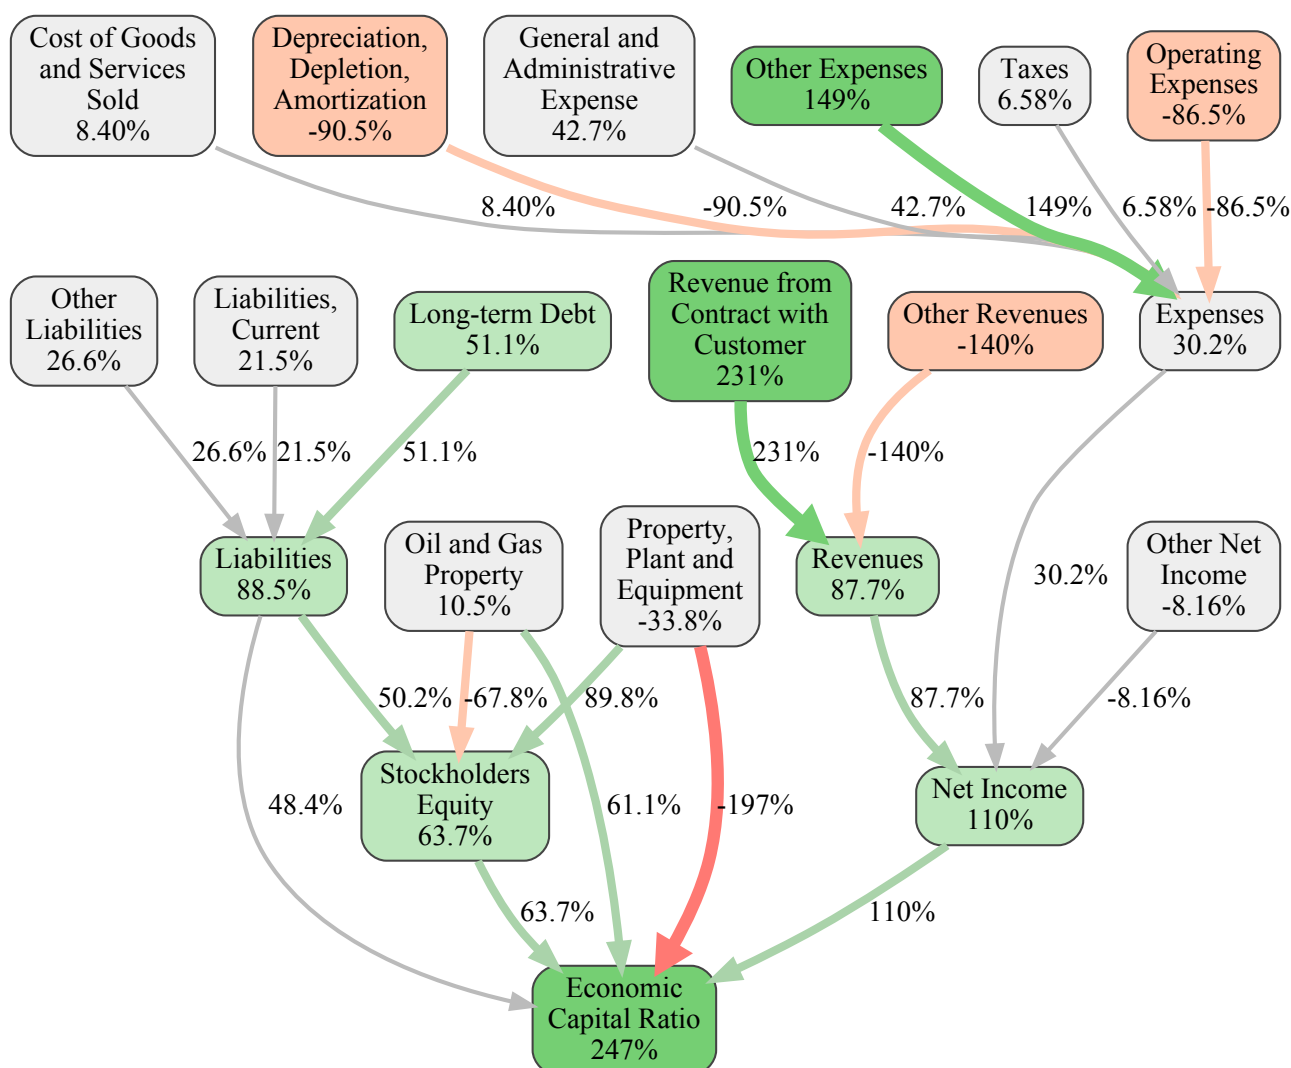 Cost of Goods
and Services
Sold
8.40%
Depreciation,
Depletion,
Amortization
-90.5%
General and
Administrative
Expense
42.7%
Other Expenses
149%
Taxes
6.58%
Operating
Expenses
-86.5%
8.40%
-90.5%
42.7%
149%
6.58%
-86.5%
Other
Liabilities
26.6%
Liabilities,
Current
21.5%
Long-term Debt
51.1%
Revenue from
Contract with
Customer
231%
Other Revenues
-140%
Expenses
30.2%
26.6%
21.5%
51.1%
231%
-140%
Liabilities
88.5%
Oil and Gas
Property
10.5%
Property,
Plant and
Equipment
-33.8%
Revenues
87.7%
30.2%
Other Net
Income
-8.16%
50.2%
-67.8%
89.8%
87.7%
-8.16%
48.4%
Stockholders
Equity
63.7%
61.1%
-197%
Net Income
110%
63.7%
110%
Economic
Capital Ratio
247%